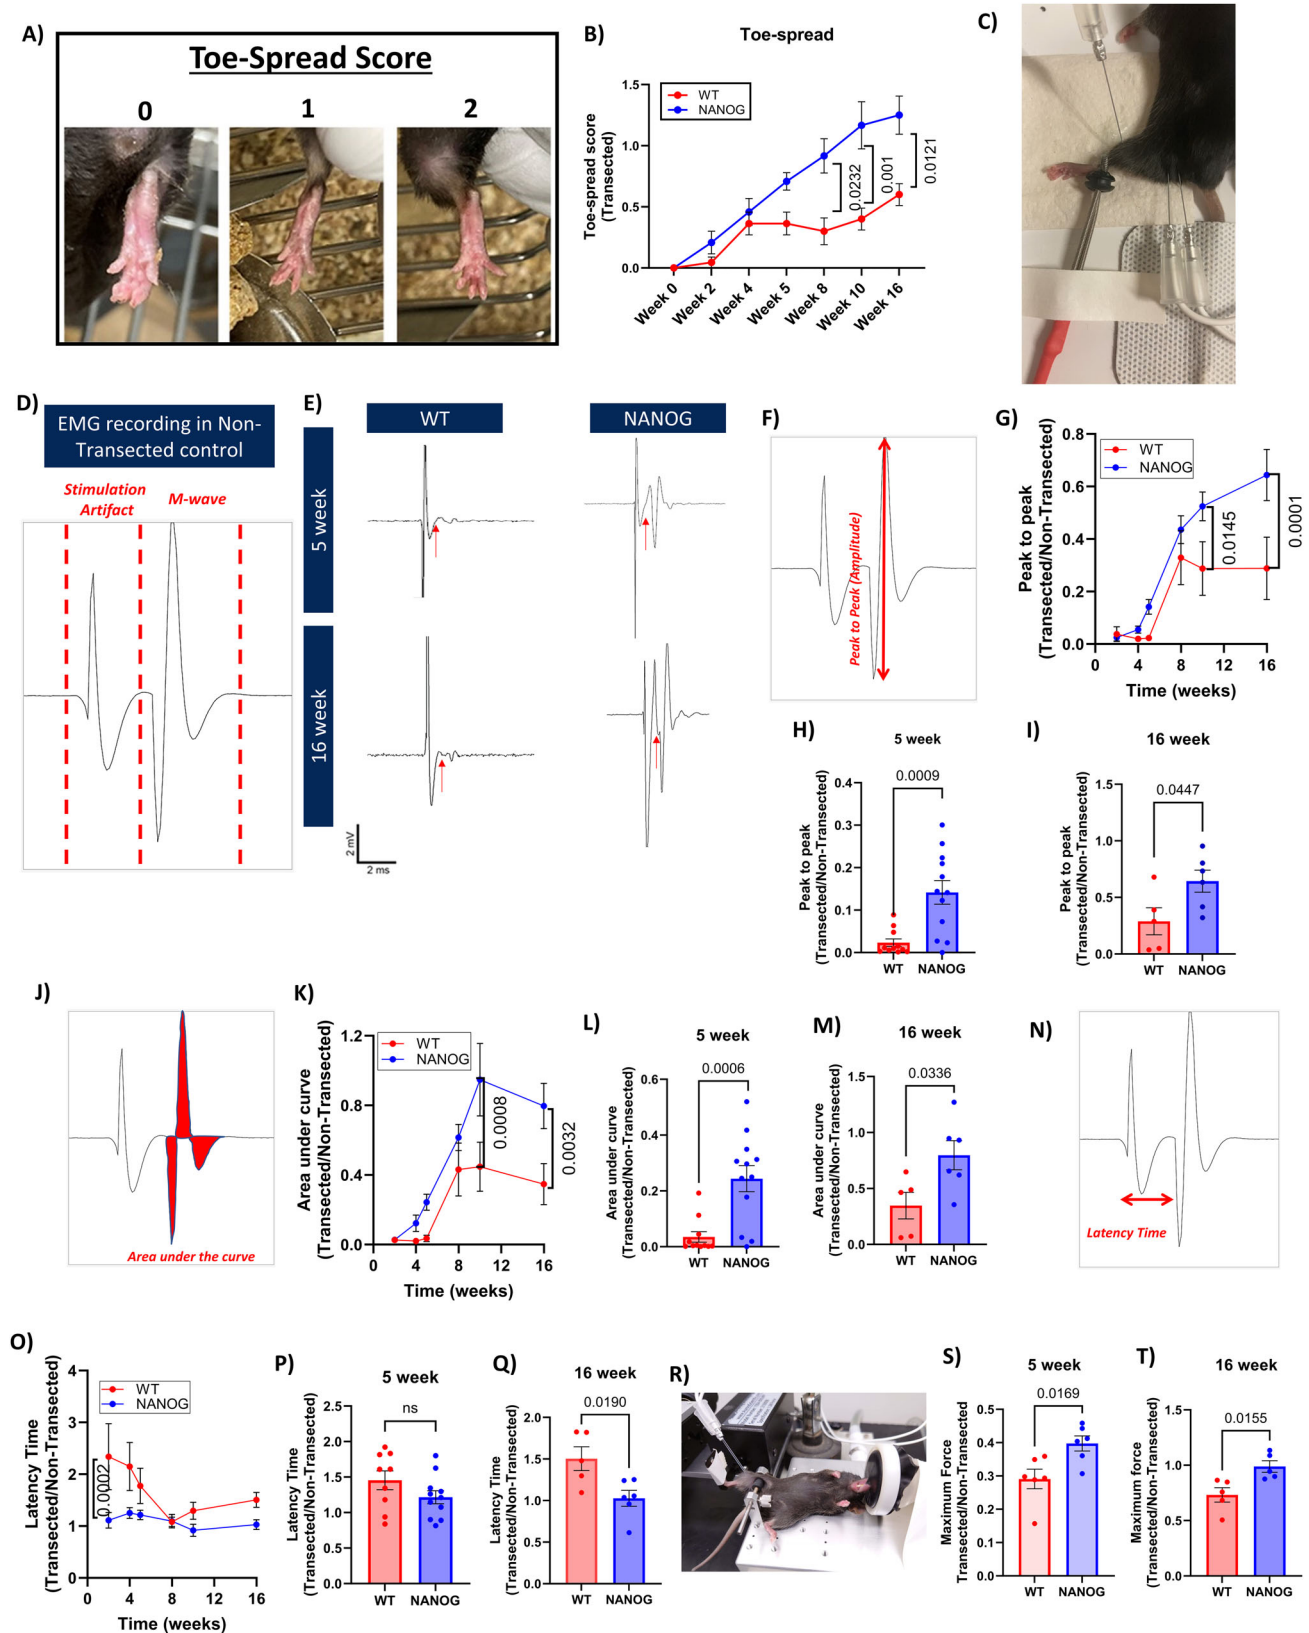 A)
Toe-Spread Score
0
1
2
B)
Toe-spread
Toe-spread score
(Transected)
1.5
1.0
0.5
0.0
WT
NANOG
0.0232
0.001
0.0121
Week 0
Week 2
Week 4
Week 5
Week 8
Week 10
Week 16
C)
D)
EMG recording in Non-
Transected control
Stimulation
Artifact
M-wave
E)
WT
NANOG
5 week
16 week
2 mV
2 ms
F)
Peak to Peak (Amplitude)
G)
Peak to peak
(Transected/Non-Transected)
0.8
0.6
0.4
0.2
0.0
WT
NANOG
0.0145
0.0001
0
4
8
12
16
Time (weeks)
H)
5 week
0.0009
Peak to peak
(Transected/Non-Transected)
0.4
0.3
0.2
0.1
0.0
WT
NANOG
I)
16 week
0.0447
Peak to peak
(Transected/Non-Transected)
1.5
1.0
0.5
0.0
WT
NANOG
J)
Area under the curve
K)
Area under curve
(Transected/Non-Transected)
1.2
0.8
0.4
0.0
WT
NANOG
0.0008
0.0032
0
4
8
12
16
Time (weeks)
L)
5 week
0.0006
Area under curve
(Transected/Non-Transected)
0.6
0.4
0.2
0.0
WT
NANOG
M)
16 week
0.0336
Area under curve
(Transected/Non-Transected)
1.5
1.0
0.5
0.0
WT
NANOG
N)
Latency Time
O)
Latency Time
(Transected/Non-Transected)
4
3
2
1
0
WT
NANOG
0.0002
0
4
8
12
16
Time (weeks)
P)
5 week
ns
Latency Time
(Transected/Non-Transected)
2.5
2.0
1.5
1.0
0.5
0.0
WT
NANOG
Q)
16 week
0.0190
Latency Time
(Transected/Non-Transected)
2.0
1.5
1.0
0.5
0.0
WT
NANOG
R)
S)
5 week
0.0169
Maximum Force
Transected/Non-Transected)
0.5
0.4
0.3
0.2
0.1
0.0
WT
NANOG
T)
16 week
0.0155
Maximum force
(Transected/Non-Transected)
1.5
1.0
0.5
0.0
WT
NANOG